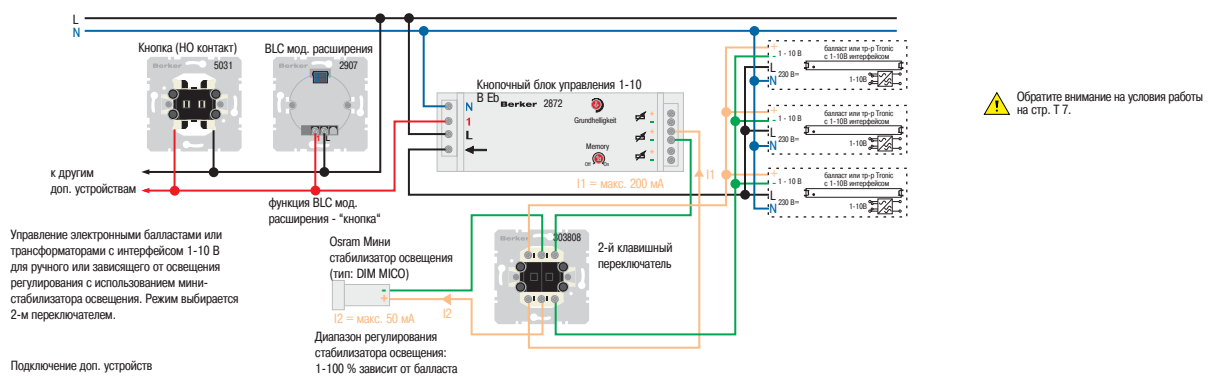 L
N
Кнопка (НО контакт)
Berker
5031
BLC мод. расширения
Berker
2907
1
L
к другим
доп. устройствам
функция BLC мод.
расширения - "кнопка"
Кнопочный блок управления 1-10
В Eb
Berker 2872
N
1
L
Grundhelligkeit
Memory
Off
On
+
-
+
-
+
-
I1 = макс. 200 мА
I1
Управление электронными балластами или
трансформаторами с интерфейсом 1-10 В
для ручного или зависящего от освещения
регулирования с использованием мини-
стабилизатора освещения. Режим выбирается
2-м переключателем.
Подключение доп. устройств
Osram Мини
стабилизатор освещения
(тип: DIM MICO)
-
+
I2 = макс. 50 мА
I2
Диапазон регулирования
стабилизатора освещения:
1-100 % зависит от балласта
Berker
303808
2-й клавишный
переключатель
+
-
1 - 10 В
балласт или тр-р Tronic
с 1-10В интерфейсом
L
230 В=
N
1-10В
+
-
1 - 10 В
балласт или тр-р Tronic
с 1-10В интерфейсом
L
230 В=
N
1-10В
+
-
1 - 10 В
балласт или тр-р Tronic
с 1-10В интерфейсом
L
230 В=
N
1-10В
Обратите внимание на условия работы
на стр. Т 7.